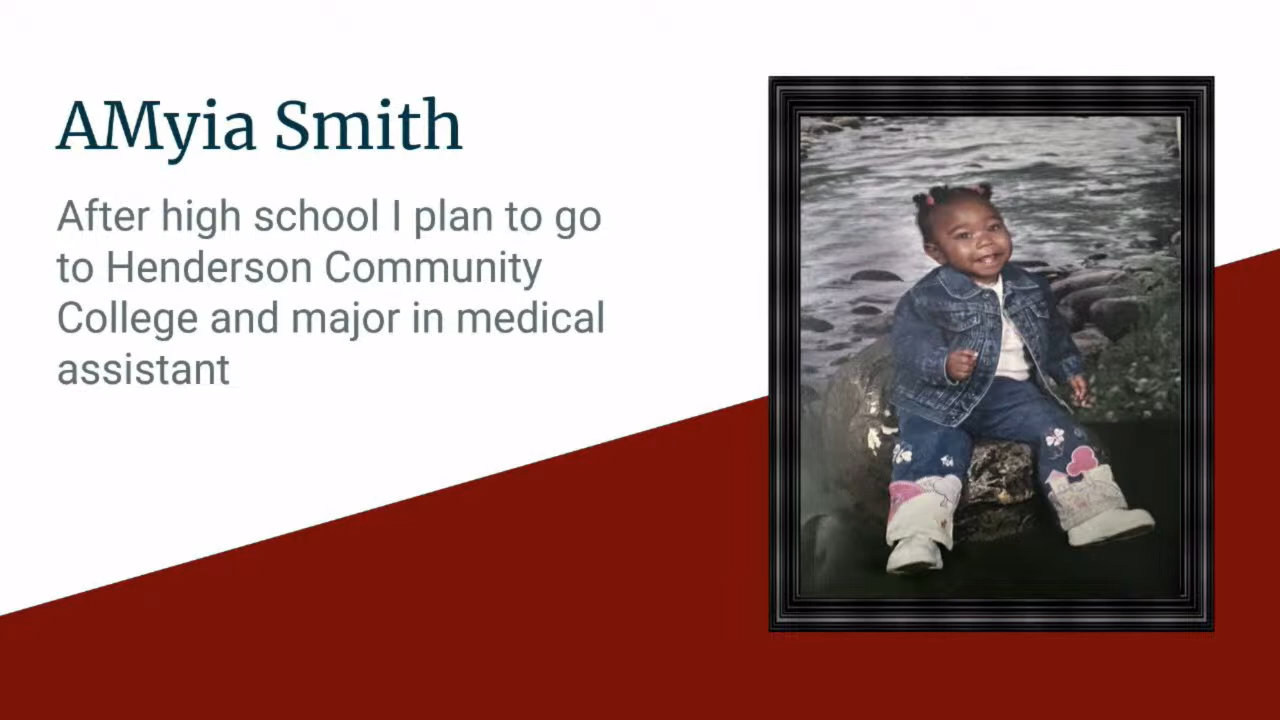 AMyia Smith
After high school I plan to go
to Henderson Community
College and major in medical
assistant